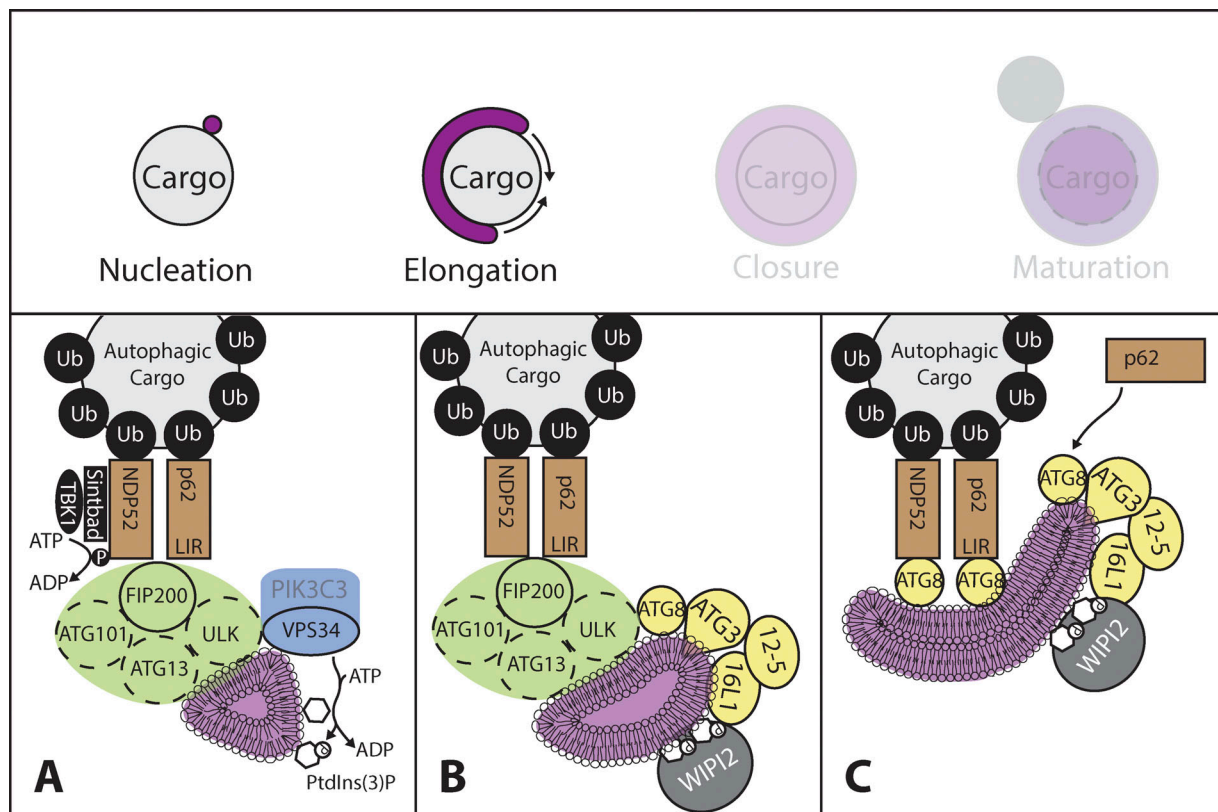 Cargo
Cargo
Cargo
Cargo
Nucleation
Elongation
Closure
Maturation
Ub
Ub
Autophagic
Cargo
Ub
Ub
Ub
Ub
TBK1
Sintbad
NDP52
p62
LIR
ATP
P
ADP
FIP200
PIK3C3
VPS34
ATG101
ULK
ATG13
ATP
ADP
PtdIns(3)P
P
A
Ub
Ub
Autophagic
Cargo
Ub
Ub
Ub
Ub
NDP52
p62
LIR
FIP200
ATG8
ATG3
12-5
ATG101
ULK
ATG13
16L1
P
P
WIPI2
B
Ub
Ub
Autophagic
Cargo
Ub
Ub
Ub
Ub
p62
NDP52
p62
LIR
ATG8
ATG3
12-5
ATG8
ATG8
16L1
P
P
WIPI2
C